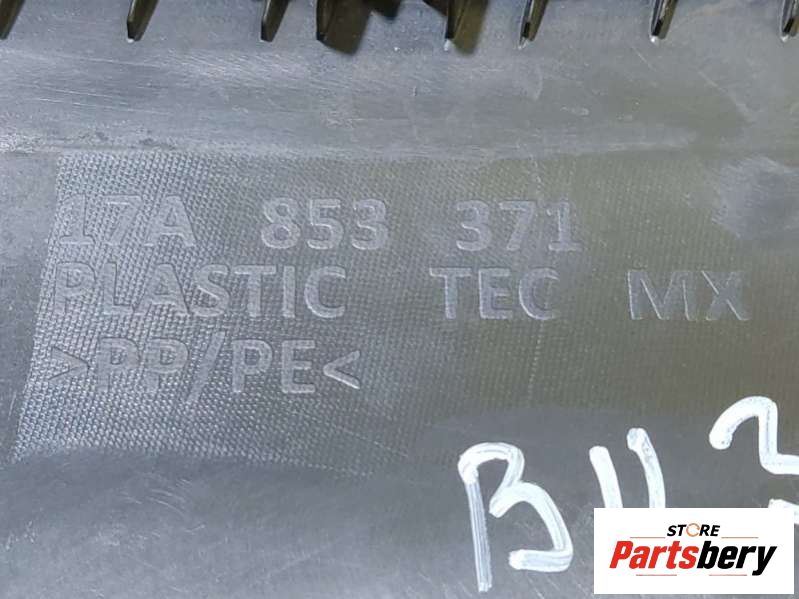 17A 853 371
PLASTIC TEC MX
>PP/PE<
STORE
Partsbery